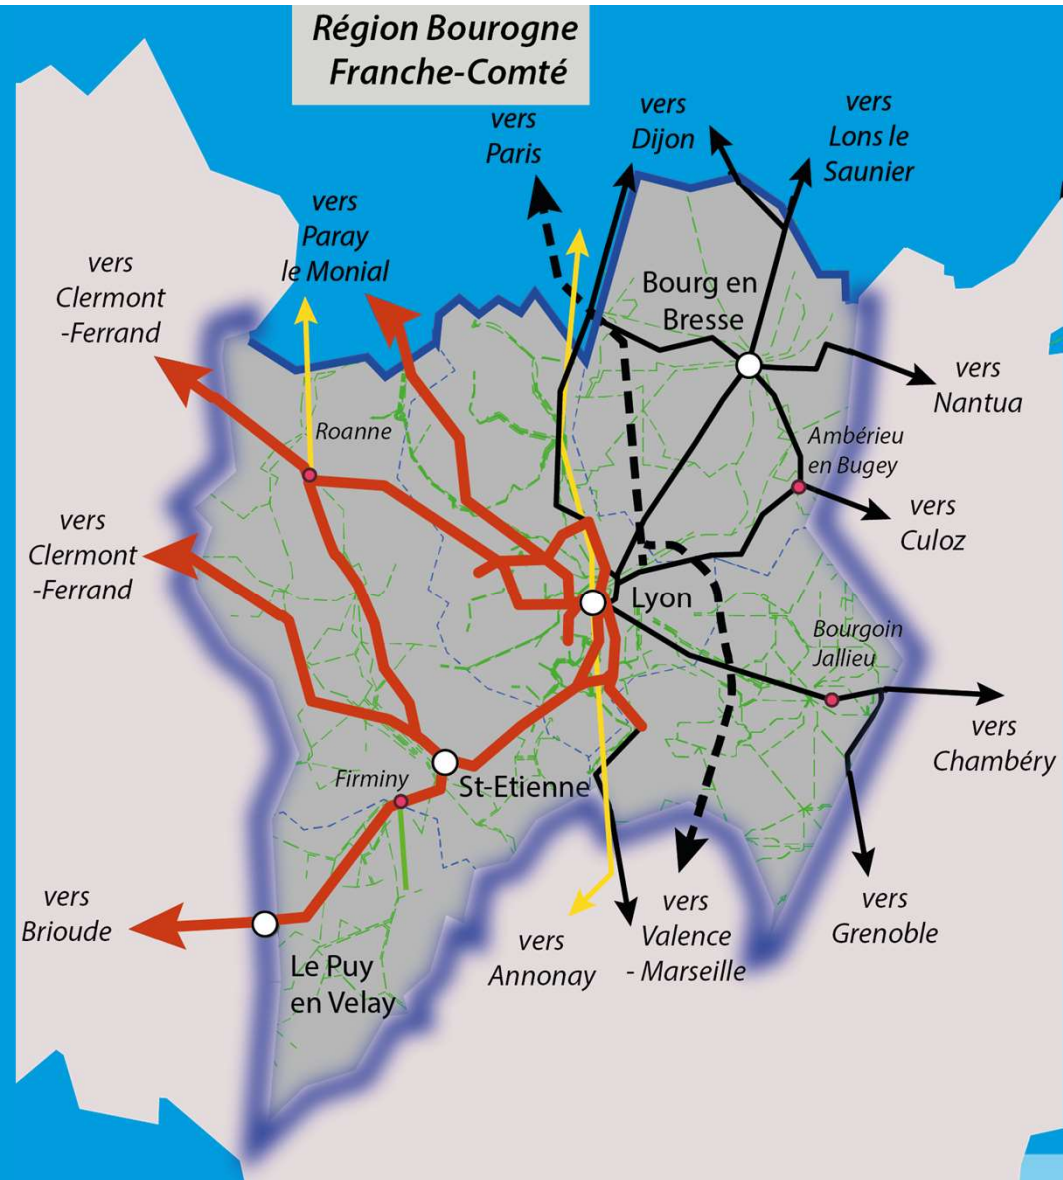 Région Bourogne
Franche-Comté
vers
Paris
vers
Dijon
vers
Lons le
Saunier
vers
Paray
le Monial
vers
Clermont
-Ferrand
Bourg en
Bresse
vers
Nantua
Roanne
Ambérieu
en Bugey
vers
Culoz
vers
Clermont
-Ferrand
Lyon
Bourgoin
Jallieu
vers
Chambéry
Firminy
St-Etienne
vers
Brioude
Le Puy
en Velay
vers
Annonay
vers
Valence
- Marseille
vers
Grenoble